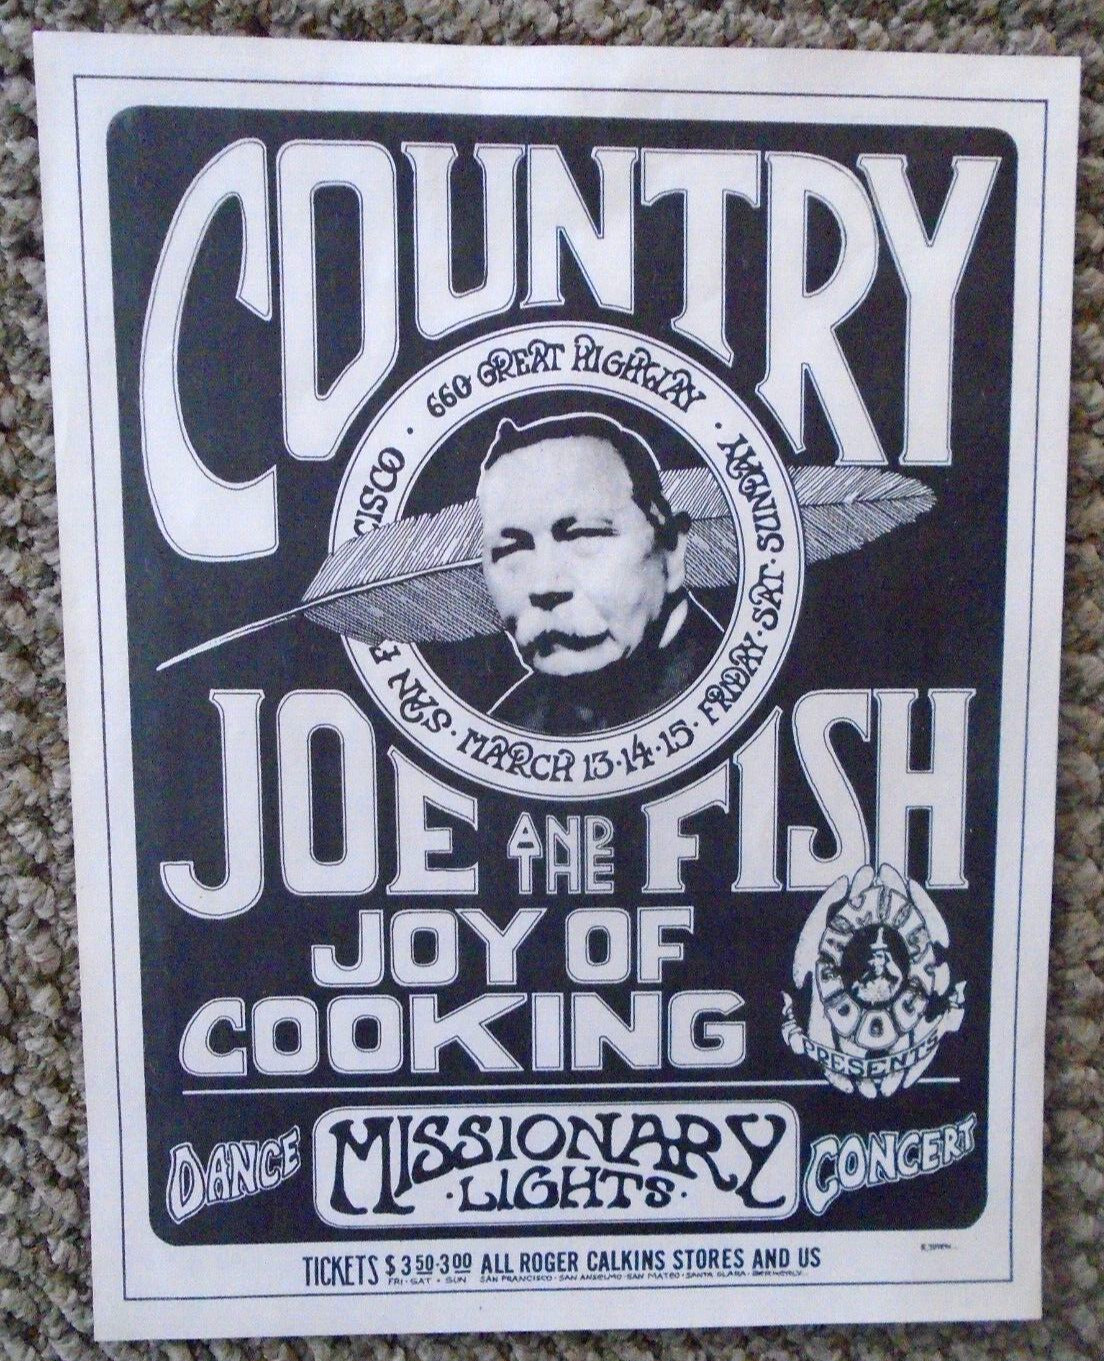 COUNTRY
660 GREAT HIGHWAY · SUNDAY · SAT · FRIDAY · MARCH 13·14·15 · SAN F CISCO ·
JOE AND THE FISH
JOY OF
COOKING
FAMILY DOG
PRESENTS
DANCE
MISSIONARY
·LIGHTS·
CONCERT
TICKETS $3 50-3 00 ALL ROGER CALKINS STORES AND US
FRI·SAT · SUN SAN FRANCISCO·SAN ANSELMO·SAN MATEO·SANTA CLARA·BERKELEY...